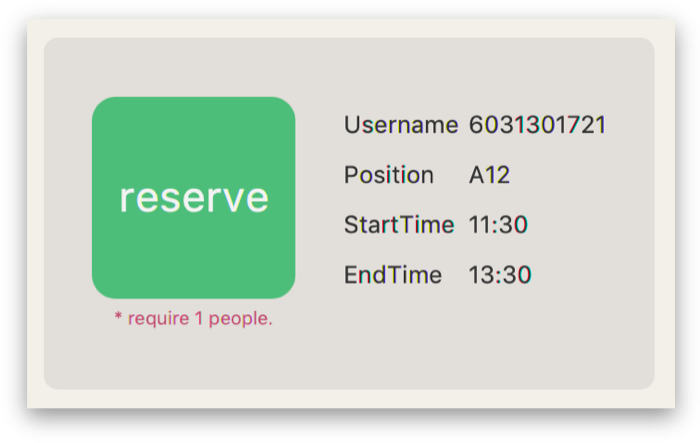 reserve
* require 1 people.
Username 6031301721
Position A12
StartTime 11:30
EndTime 13:30